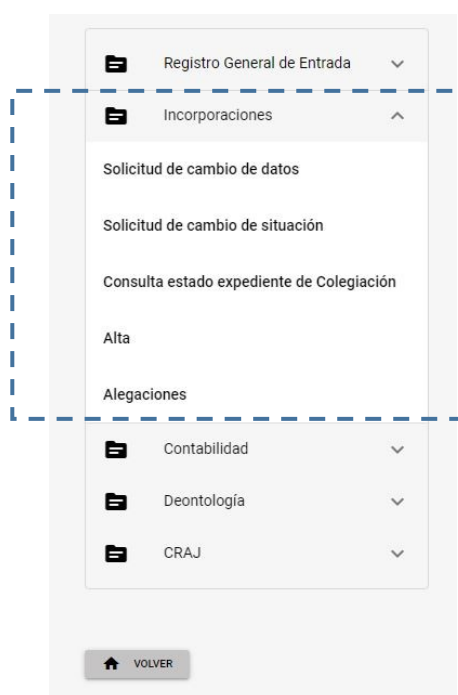 Registro General de Entrada
Incorporaciones
Solicitud de cambio de datos
Solicitud de cambio de situación
Consulta estado expediente de Colegiación
Alta
Alegaciones
Contabilidad
Deontología
CRAJ
VOLVER